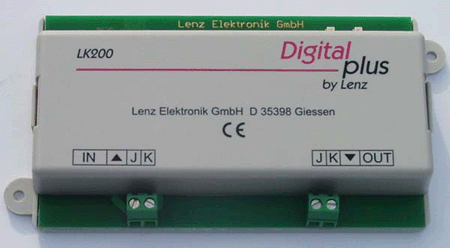 Lenz Elektronik GmbH
LK200
Digital
plus
by Lenz
Lenz Elektronik GmbH D 35398 Giessen
CE
IN ▲ J K
J K ▼ OUT